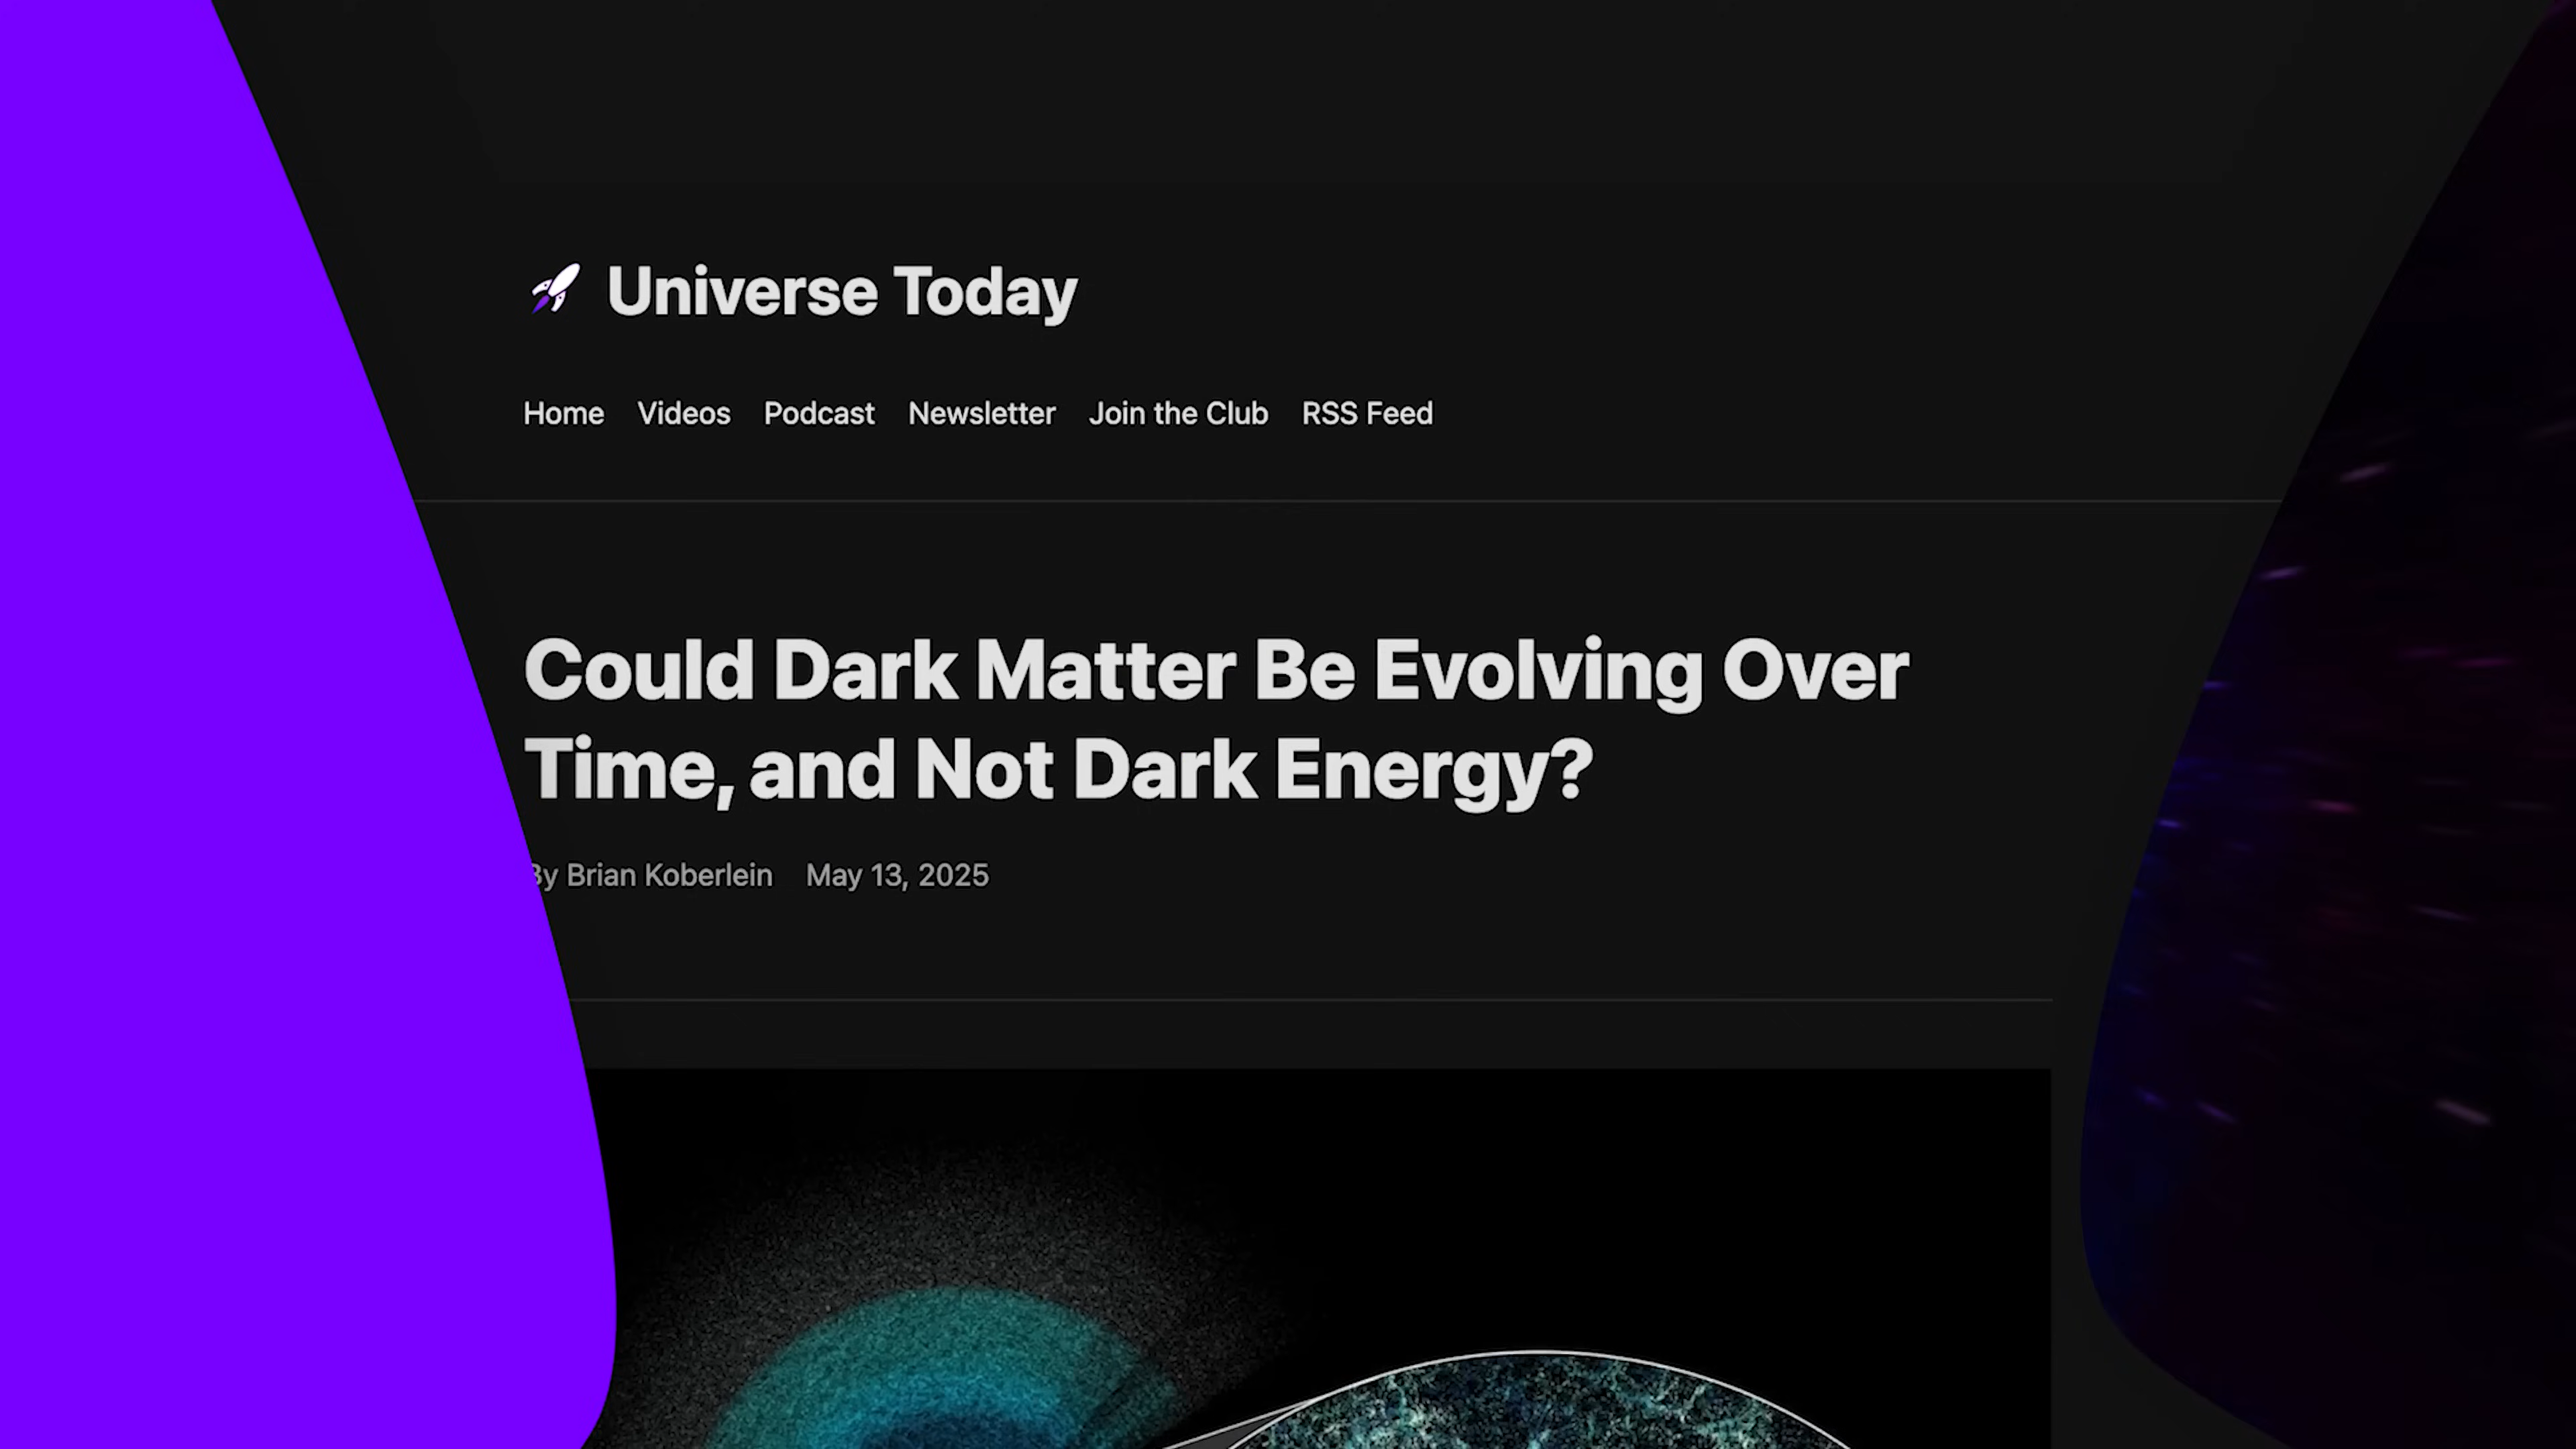 Universe Today
Home Videos Podcast Newsletter Join the Club RSS Feed
Could Dark Matter Be Evolving Over
Time, and Not Dark Energy?
By Brian Koberlein May 13, 2025